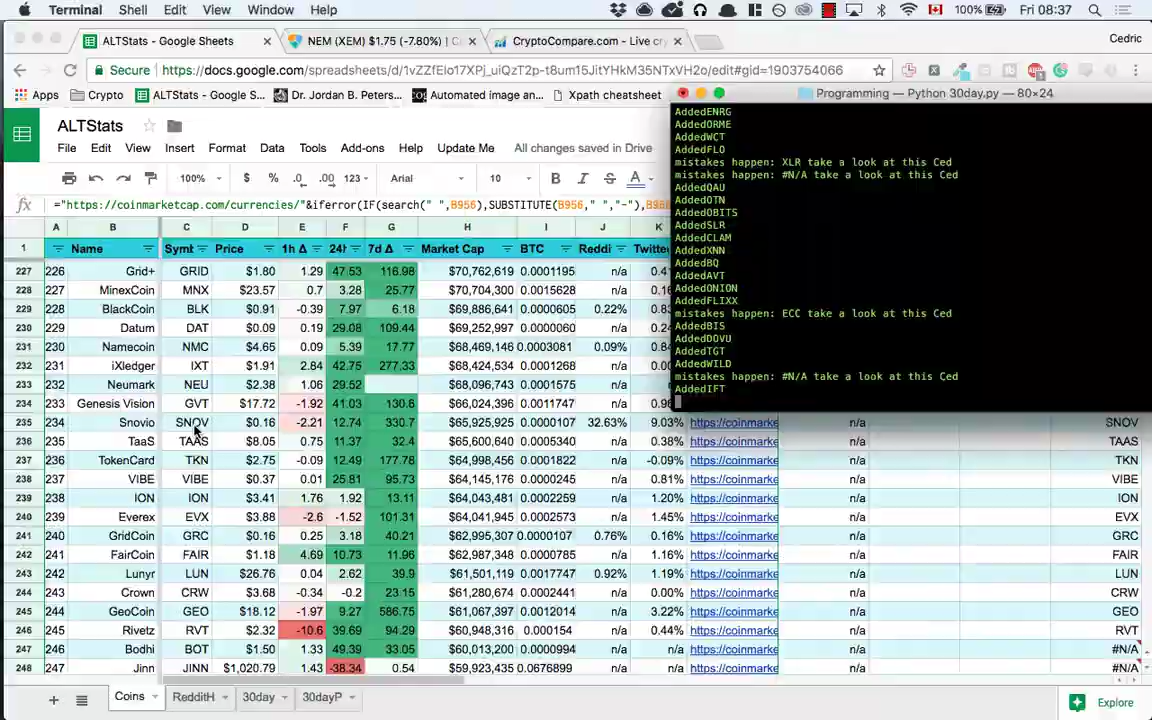 Terminal Shell Edit View Window Help 100% Fri 08:37
ALTStats - Google Sheets × NEM (XEM) $1.75 (-7.80%) | C × CryptoCompare.com - Live cry × Cedric
Secure https://docs.google.com/spreadsheets/d/1vZZfElo17XPj_uiQzT2p-t8um15JitYHkM35NTxVH2o/edit#gid=1903754066
Apps Crypto ALTStats - Google S... Dr. Jordan B. Peters... Automated image an... Xpath cheatsheet
Programming — Python 30day.py — 80×24
AddedENRG
AddedORME
AddedWCT
AddedFLO
mistakes happen: XLR take a look at this Ced
mistakes happen: #N/A take a look at this Ced
AddedQAU
AddedOTN
AddedOBITS
AddedSLR
AddedCLAM
AddedXNN
AddedBQ
AddedAVT
AddedONION
AddedFLIXX
mistakes happen: ECC take a look at this Ced
AddedBIS
AddedDOVU
AddedTGT
AddedWILD
mistakes happen: #N/A take a look at this Ced
AddedIFT
ALTStats
File Edit View Insert Format Data Tools Add-ons Help Update Me All changes saved in Drive
100% $ % .0 .00 123 Arial 10 B I S A
fx ="https://coinmarketcap.com/currencies/"&iferror(IF(search(" ",B956),SUBSTITUTE(B956," ","-"),B956
A B C D E F G H I J K
1 Name Symb Price 1h Δ 24h 7d Δ Market Cap BTC Reddi Twitte
227 226 Grid+ GRID $1.80 1.29 47.53 116.98 $70,762,619 0.0001195 n/a 0.4
228 227 MinexCoin MNX $23.57 0.7 3.28 25.77 $70,704,300 0.0015628 n/a 0.1
229 228 BlackCoin BLK $0.91 -0.39 7.97 6.18 $69,886,641 0.0000605 0.22% 0.8
230 229 Datum DAT $0.09 0.19 29.08 109.44 $69,252,997 0.0000060 n/a 0.2
231 230 Namecoin NMC $4.65 0.09 5.39 17.77 $68,469,146 0.0003081 0.09% 0.8
232 231 iXledger IXT $1.91 2.84 42.75 277.33 $68,424,534 0.0001268 n/a
233 232 Neumark NEU $2.38 1.06 29.52 $68,096,743 0.0001575 n/a
234 233 Genesis Vision GVT $17.72 -1.92 41.03 130.6 $66,024,396 0.0011747 n/a 0.9
235 234 Snovio SNOV $0.16 -2.21 12.74 330.7 $65,925,925 0.0000107 32.63% 9.03% https://coinmarke n/a SNOV
236 235 TaaS TAAS $8.05 0.75 11.37 32.4 $65,600,640 0.0005340 n/a 0.38% https://coinmarke n/a TAAS
237 236 TokenCard TKN $2.75 -0.09 12.49 177.78 $64,998,456 0.0001822 n/a -0.09% https://coinmarke n/a TKN
238 237 VIBE VIBE $0.37 0.01 25.81 95.73 $64,145,176 0.0000245 n/a 0.81% https://coinmarke n/a VIBE
239 238 ION ION $3.41 1.76 1.92 13.11 $64,043,481 0.0002259 n/a 1.20% https://coinmarke n/a ION
240 239 Everex EVX $3.88 -2.6 -1.52 101.31 $64,041,945 0.0002573 n/a 1.45% https://coinmarke n/a EVX
241 240 GridCoin GRC $0.16 0.25 3.18 40.21 $62,995,307 0.0000107 0.76% 0.16% https://coinmarke n/a GRC
242 241 FairCoin FAIR $1.18 4.69 10.73 11.96 $62,987,348 0.0000785 n/a 1.16% https://coinmarke n/a FAIR
243 242 Lunyr LUN $26.76 0.04 2.62 39.9 $61,501,119 0.0017747 0.92% 1.19% https://coinmarke n/a LUN
244 243 Crown CRW $3.68 -0.34 -0.2 23.15 $61,280,674 0.0002441 n/a 0.00% https://coinmarke n/a CRW
245 244 GeoCoin GEO $18.12 -1.97 9.27 586.75 $61,067,397 0.0012014 n/a 3.22% https://coinmarke n/a GEO
246 245 Rivetz RVT $2.32 -10.6 39.69 94.29 $60,948,316 0.000154 n/a 0.44% https://coinmarke n/a RVT
247 246 Bodhi BOT $1.50 1.33 49.39 33.05 $60,013,200 0.0000994 n/a n/a https://coinmarke n/a #N/A
248 247 Jinn JINN $1,020.79 1.43 -38.34 0.54 $59,923,435 0.0676899 n/a n/a https://coinmarke n/a #N/A
Coins RedditH 30day 30dayP Explore